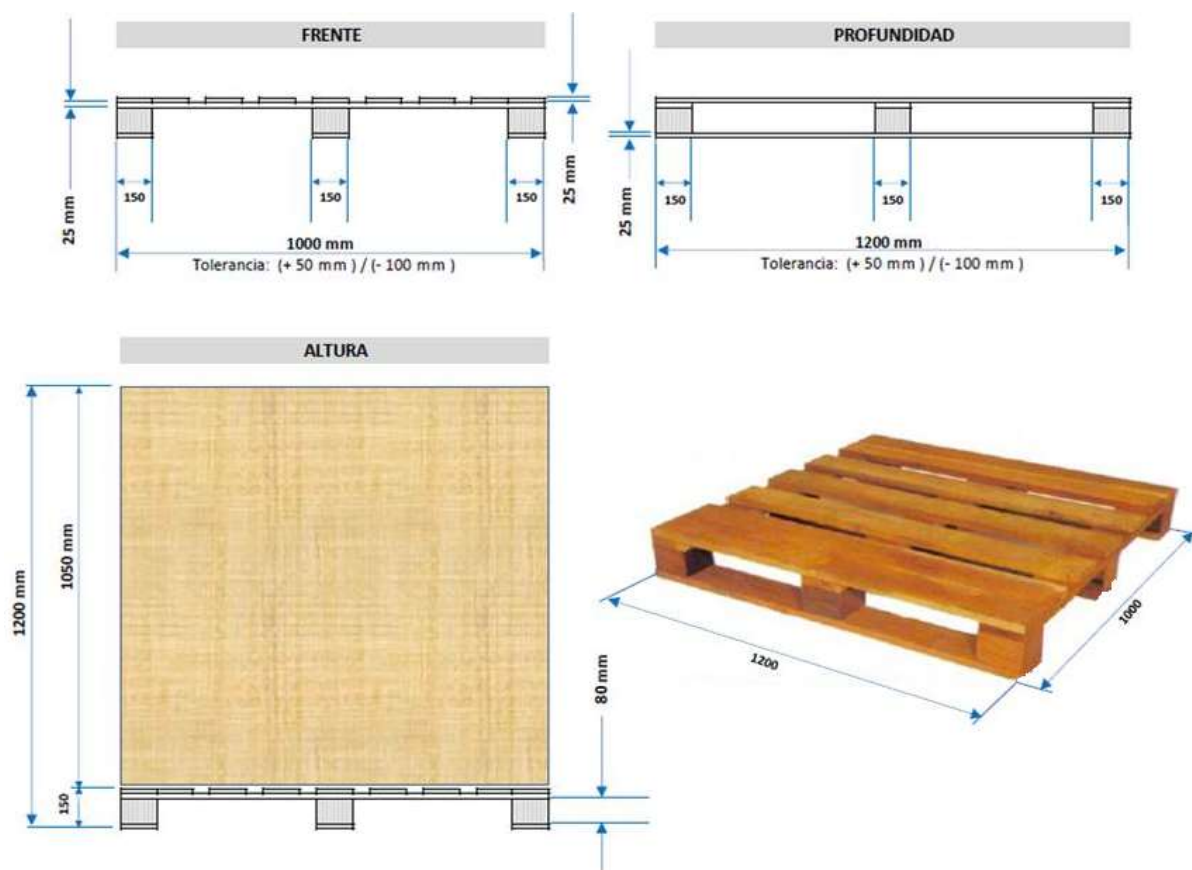 FRENTE
PROFUNDIDAD
25 mm
150
150
150
25 mm
1000 mm
Tolerancia: (+ 50 mm ) / (- 100 mm )
25 mm
150
150
150
1200 mm
Tolerancia: (+ 50 mm ) / (- 100 mm )
ALTURA
1200 mm
1050 mm
150
80 mm
1200
1000